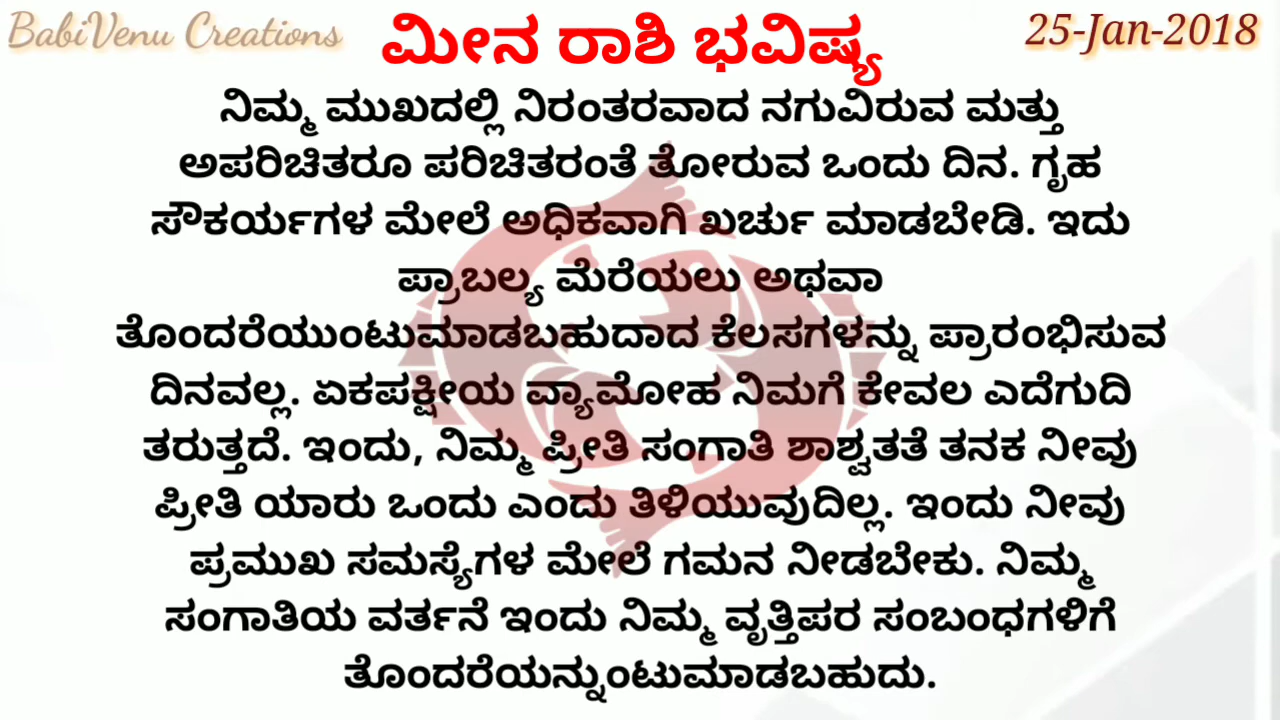 BabiVenu Creations
ಮೀನ ರಾಶಿ ಭವಿಷ್ಯ
25-Jan-2018
ನಿಮ್ಮ ಮುಖದಲ್ಲಿ ನಿರಂತರವಾದ ನಗುವಿರುವ ಮತ್ತು
ಅಪರಿಚಿತರೂ ಪರಿಚಿತರಂತೆ ತೋರುವ ಒಂದು ದಿನ. ಗೃಹ
ಸೌಕರ್ಯಗಳ ಮೇಲೆ ಅಧಿಕವಾಗಿ ಖರ್ಚು ಮಾಡಬೇಡಿ. ಇದು
ಪ್ರಾಬಲ್ಯ ಮೆರೆಯಲು ಅಥವಾ
ತೊಂದರೆಯುಂಟುಮಾಡಬಹುದಾದ ಕೆಲಸಗಳನ್ನು ಪ್ರಾರಂಭಿಸುವ
ದಿನವಲ್ಲ. ಏಕಪಕ್ಷೀಯ ವ್ಯಾಮೋಹ ನಿಮಗೆ ಕೇವಲ ಎದೆಗುದಿ
ತರುತ್ತದೆ. ಇಂದು, ನಿಮ್ಮ ಪ್ರೀತಿ ಸಂಗಾತಿ ಶಾಶ್ವತತೆ ತನಕ ನೀವು
ಪ್ರೀತಿ ಯಾರು ಒಂದು ಎಂದು ತಿಳಿಯುವುದಿಲ್ಲ. ಇಂದು ನೀವು
ಪ್ರಮುಖ ಸಮಸ್ಯೆಗಳ ಮೇಲೆ ಗಮನ ನೀಡಬೇಕು. ನಿಮ್ಮ
ಸಂಗಾತಿಯ ವರ್ತನೆ ಇಂದು ನಿಮ್ಮ ವೃತ್ತಿಪರ ಸಂಬಂಧಗಳಿಗೆ
ತೊಂದರೆಯನ್ನುಂಟುಮಾಡಬಹುದು.